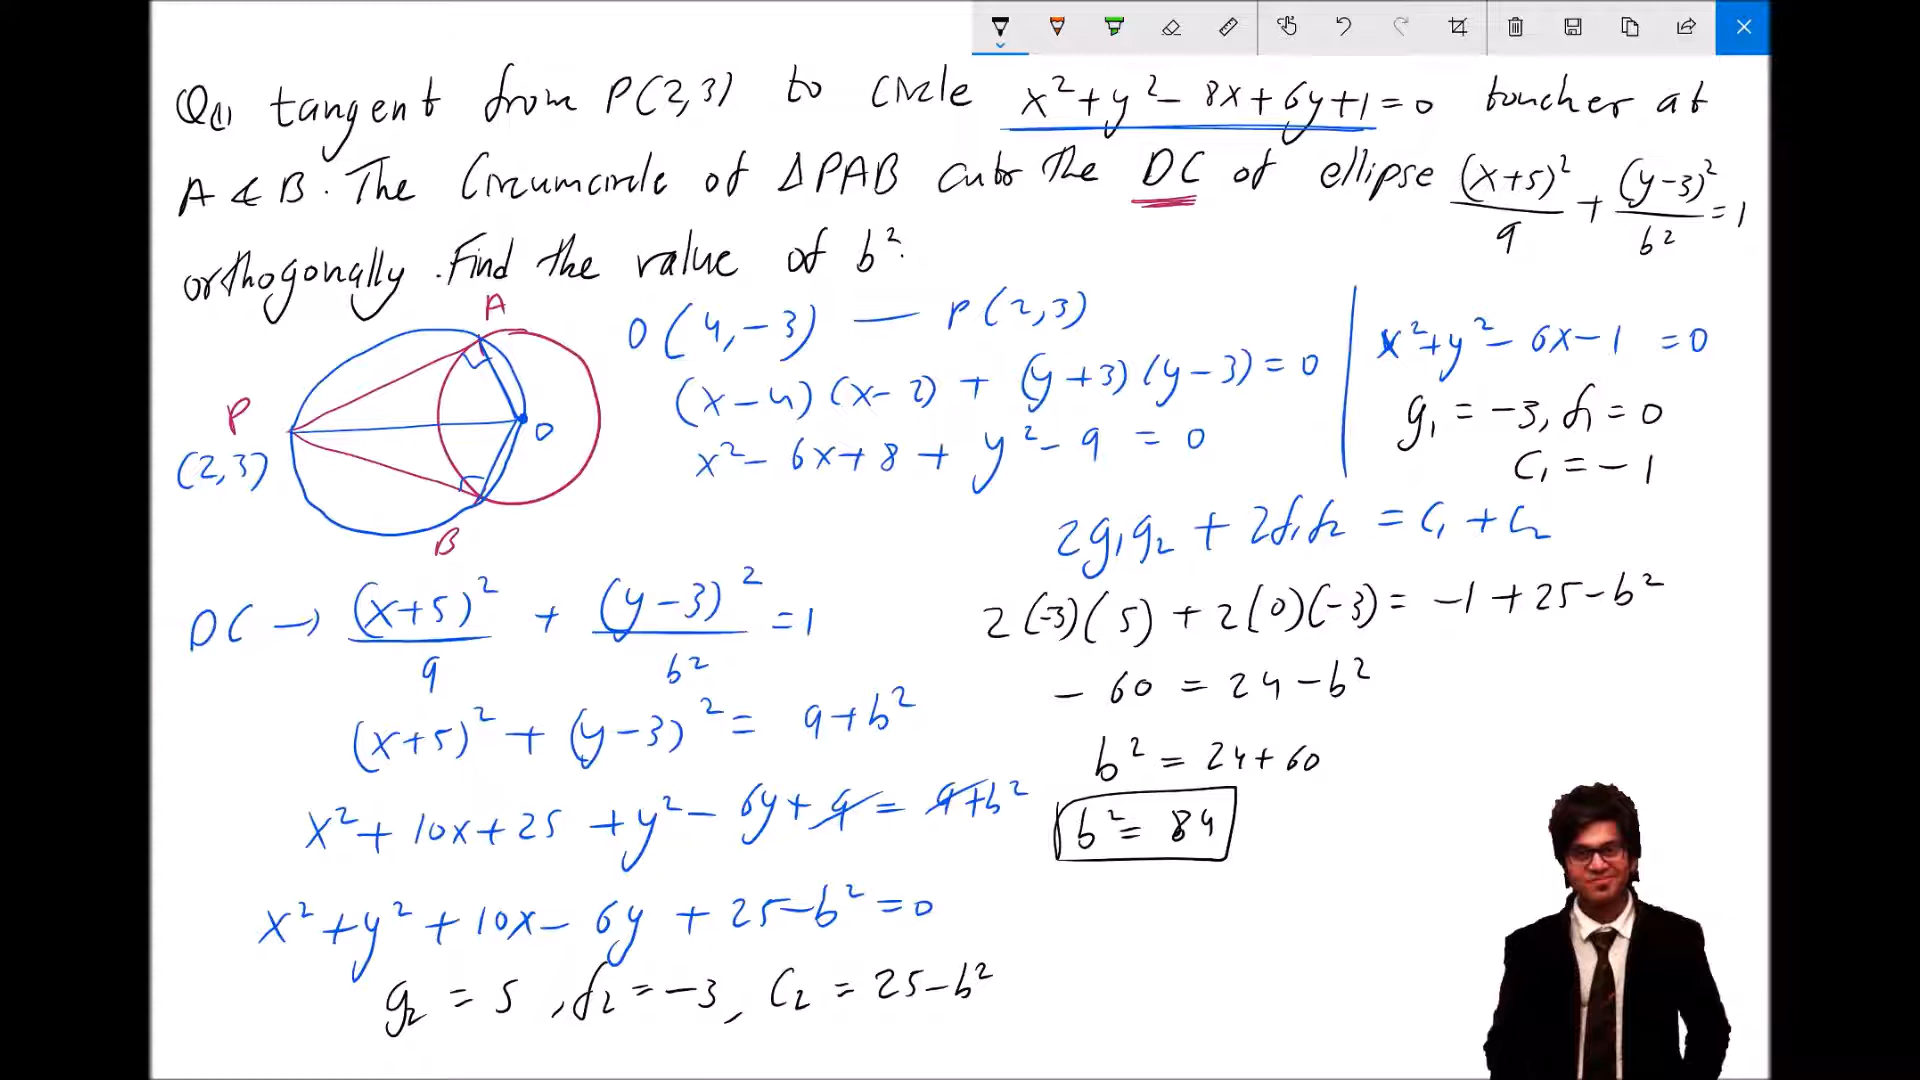 Q(1) tangent from P(2,3) to circle x²+y²-8x+6y+1=0 toucher at
A & B. The Circumcircle of ΔPAB cuts the DC of ellipse (x+5)²/9 + (y-3)²/b² = 1
orthogonally. Find the value of b².
A
P
(2,3)
O
B
O(4,-3) — P(2,3)
(x-4)(x-2) + (y+3)(y-3) = 0
x²-6x+8 + y²-9 = 0
x²+y²-6x-1 = 0
g₁ = -3, f₁ = 0
C₁ = -1
2g₁g₂ + 2f₁f₂ = C₁ + C₂
2(-3)(5) + 2(0)(-3) = -1+25-b²
-60 = 24-b²
b² = 24+60
b² = 84
DC → (x+5)²/9 + (y-3)²/b² = 1
(x+5)² + (y-3)² = 9+b²
x²+10x+25 +y²-6y+9 = 9+b²
x²+y²+10x-6y+25-b²=0
g₂ = 5, f₂ = -3, C₂ = 25-b²